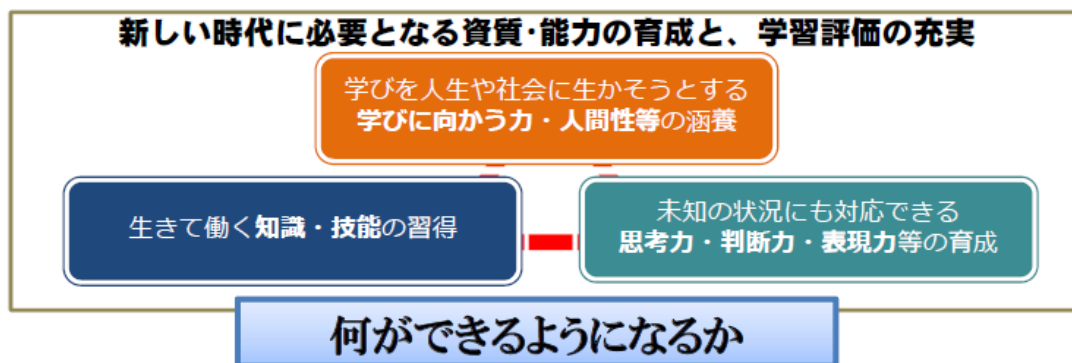 新しい時代に必要となる資質･能力の育成と、学習評価の充実
学びを人生や社会に生かそうとする
学びに向かう力・人間性等の涵養
生きて働く知識・技能の習得
未知の状況にも対応できる
思考力・判断力・表現力等の育成
何ができるようになるか